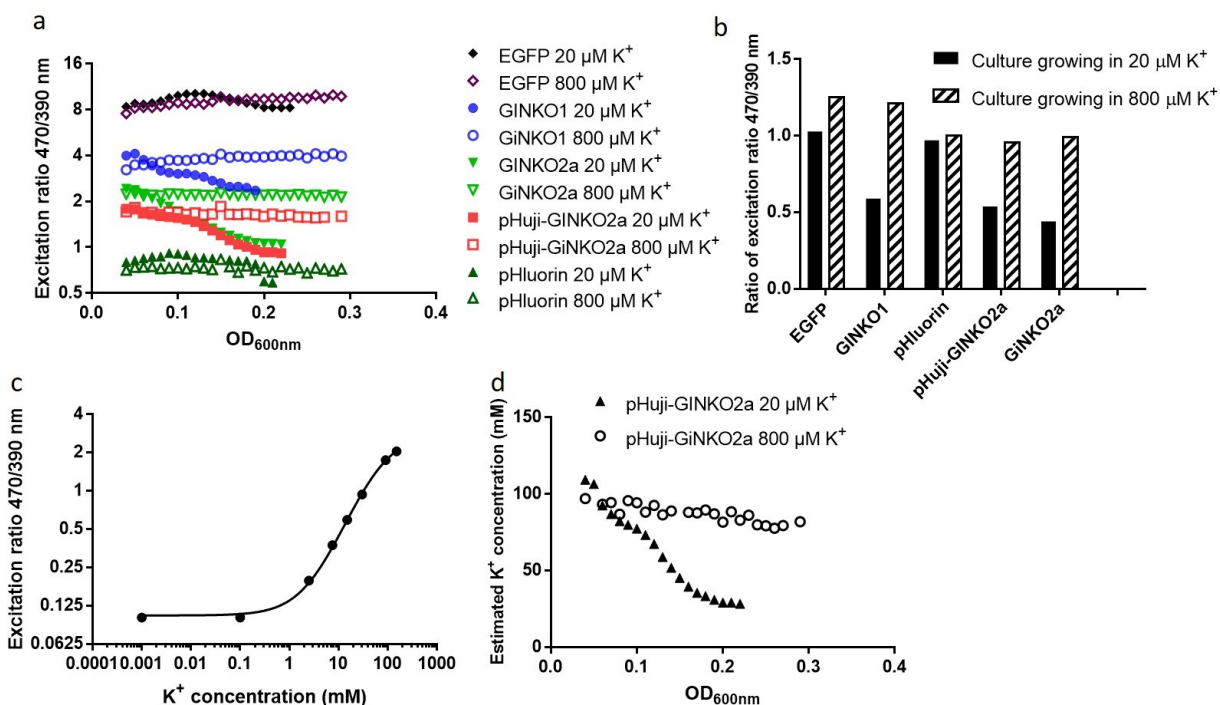 a
Excitation ratio 470/390 nm
16
8
4
2
1
0.5
0.0
0.1
0.2
0.3
0.4
OD600nm
EGFP 20 µM K+
EGFP 800 µM K+
GINKO1 20 µM K+
GiNKO1 800 µM K+
GINKO2a 20 µM K+
GiNKO2a 800 µM K+
pHuji-GINKO2a 20 µM K+
pHuji-GiNKO2a 800 µM K+
pHluorin 20 µM K+
pHluorin 800 µM K+
b
Ratio of excitation ratio 470/390 nm
1.5
1.0
0.5
0.0
Culture growing in 20 µM K+
Culture growing in 800 µM K+
EGFP
GINKO1
pHluorin
pHuji-GINKO2a
GiNKO2a
c
Excitation ratio 470/390 nm
4
2
1
0.5
0.25
0.125
0.0625
0.0001
0.001
0.1
1
10
100
1000
K+ concentration (mM)
d
pHuji-GINKO2a 20 µM K+
pHuji-GiNKO2a 800 µM K+
Estimated K+ concentration (mM)
150
100
50
0
0.0
0.1
0.2
0.3
0.4
OD600nm